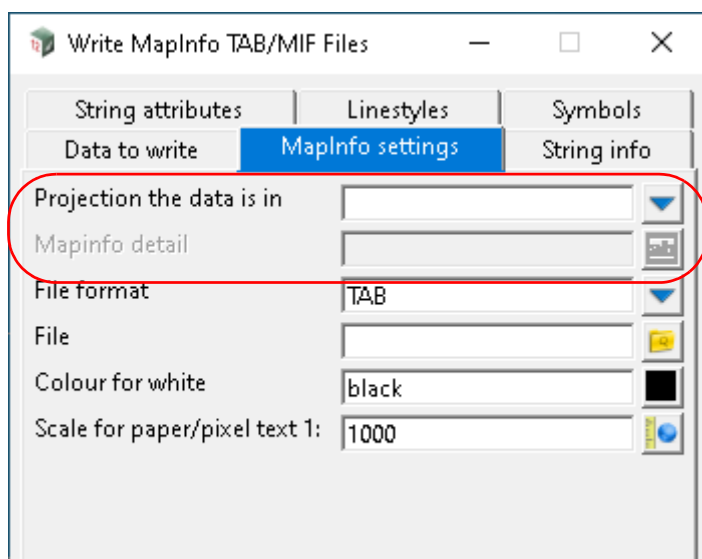 Write MapInfo TAB/MIF Files
String attributes Linestyles Symbols
Data to write MapInfo settings String info
Projection the data is in
Mapinfo detail
File format TAB
File
Colour for white black
Scale for paper/pixel text 1: 1000